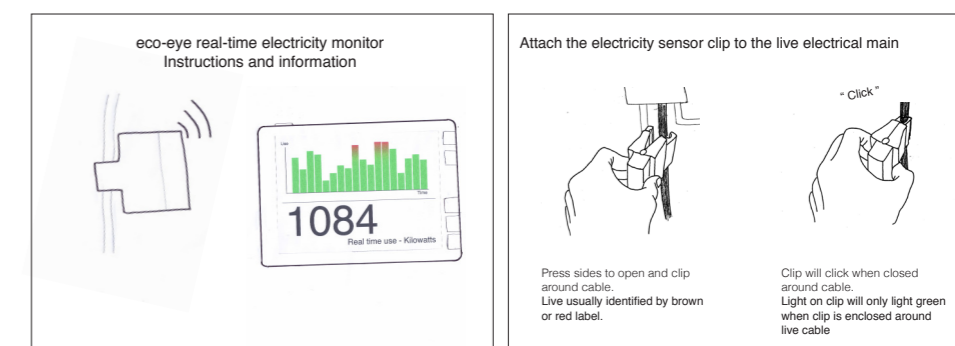 eco-eye real-time electricity monitor
Instructions and information
Use
Time
1084
Real time use - Kilowatts
Attach the electricity sensor clip to the live electrical main
"Click"
Press sides to open and clip
around cable.
Live usually identified by brown
or red label.
Clip will click when closed
around cable.
Light on clip will only light green
when clip is enclosed around
live cable